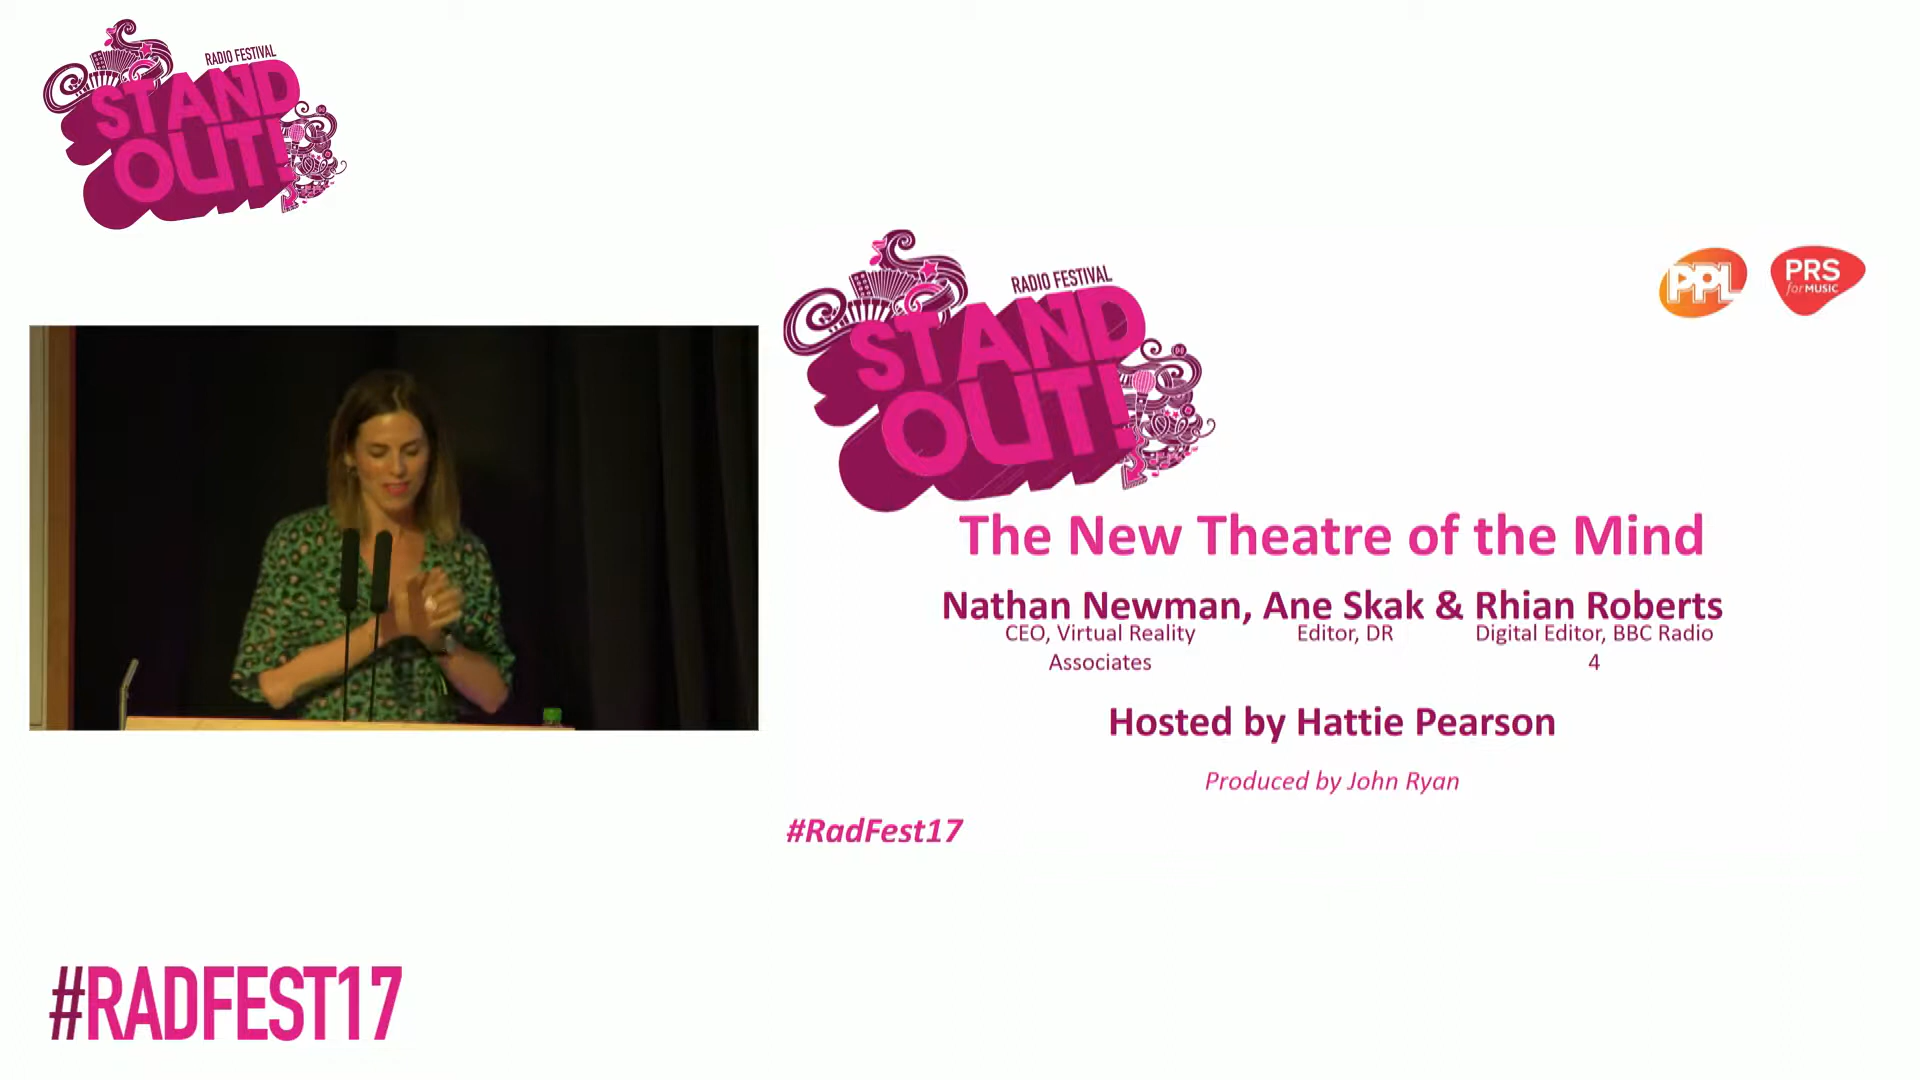 RADIO FESTIVAL
STAND
OUT!
RADIO FESTIVAL
STAND
OUT!
PPL
PRS
for MUSIC
The New Theatre of the Mind
Nathan Newman, Ane Skak & Rhian Roberts
CEO, Virtual Reality Associates
Editor, DR
Digital Editor, BBC Radio 4
Hosted by Hattie Pearson
Produced by John Ryan
#RadFest17
#RADFEST17